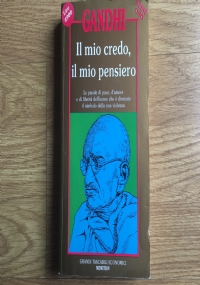 GANDHI
Il mio credo,
il mio pensiero
Le parole di pace, d'amore
e di libertà dell'uomo che è divenuto
il simbolo della non violenza
GRANDI TASCABILI ECONOMICI
NEWTON